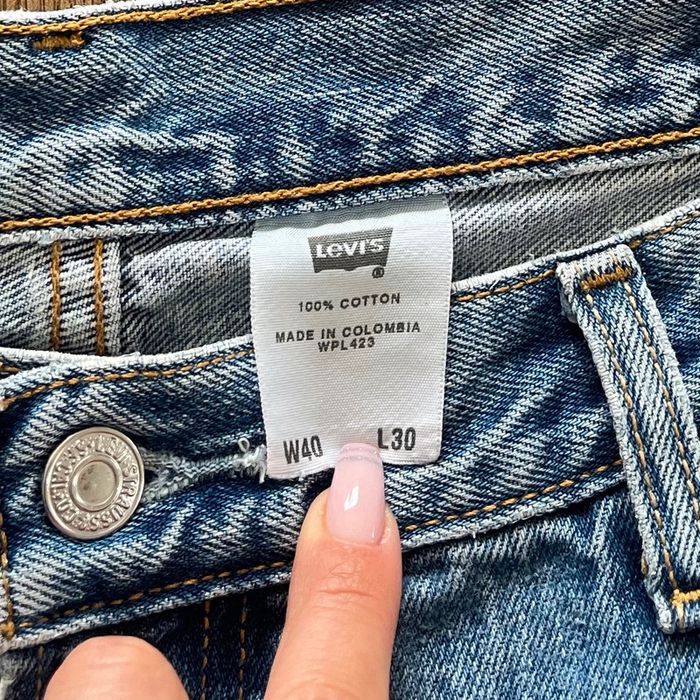 Levi's
®
100% COTTON
MADE IN COLOMBIA
WPL423
W40 L30